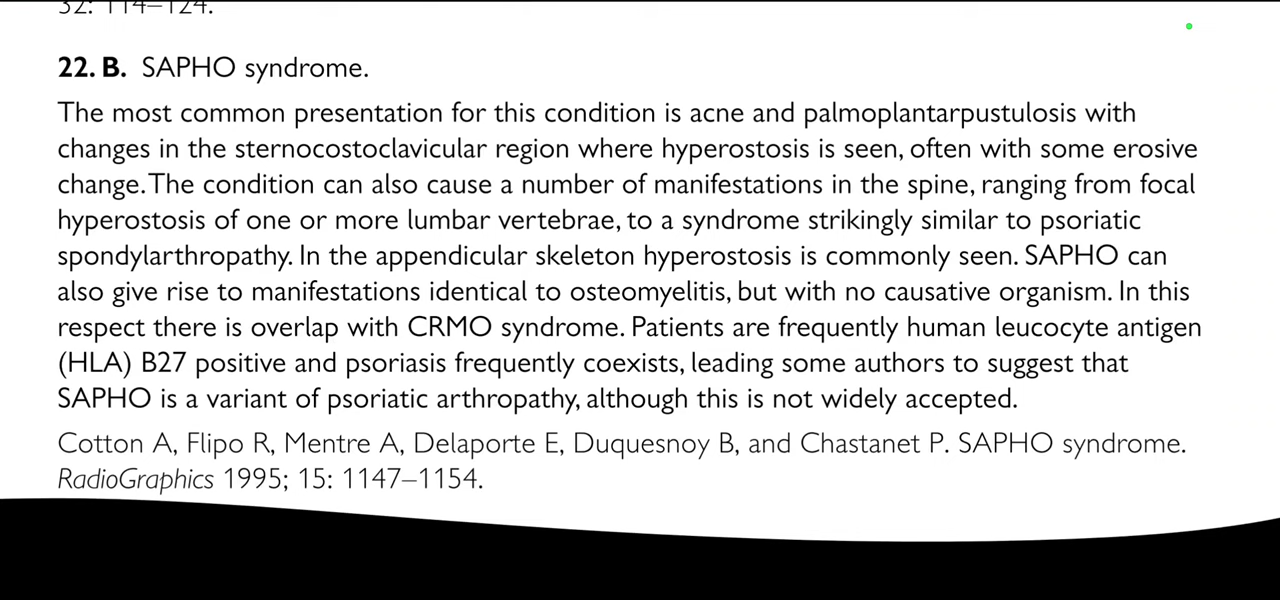 32: 114–124.
22. B. SAPHO syndrome.
The most common presentation for this condition is acne and palmoplantarpustulosis with
changes in the sternocostoclavicular region where hyperostosis is seen, often with some erosive
change. The condition can also cause a number of manifestations in the spine, ranging from focal
hyperostosis of one or more lumbar vertebrae, to a syndrome strikingly similar to psoriatic
spondylarthropathy. In the appendicular skeleton hyperostosis is commonly seen. SAPHO can
also give rise to manifestations identical to osteomyelitis, but with no causative organism. In this
respect there is overlap with CRMO syndrome. Patients are frequently human leucocyte antigen
(HLA) B27 positive and psoriasis frequently coexists, leading some authors to suggest that
SAPHO is a variant of psoriatic arthropathy, although this is not widely accepted.
Cotton A, Flipo R, Mentre A, Delaporte E, Duquesnoy B, and Chastanet P. SAPHO syndrome.
RadioGraphics 1995; 15: 1147–1154.